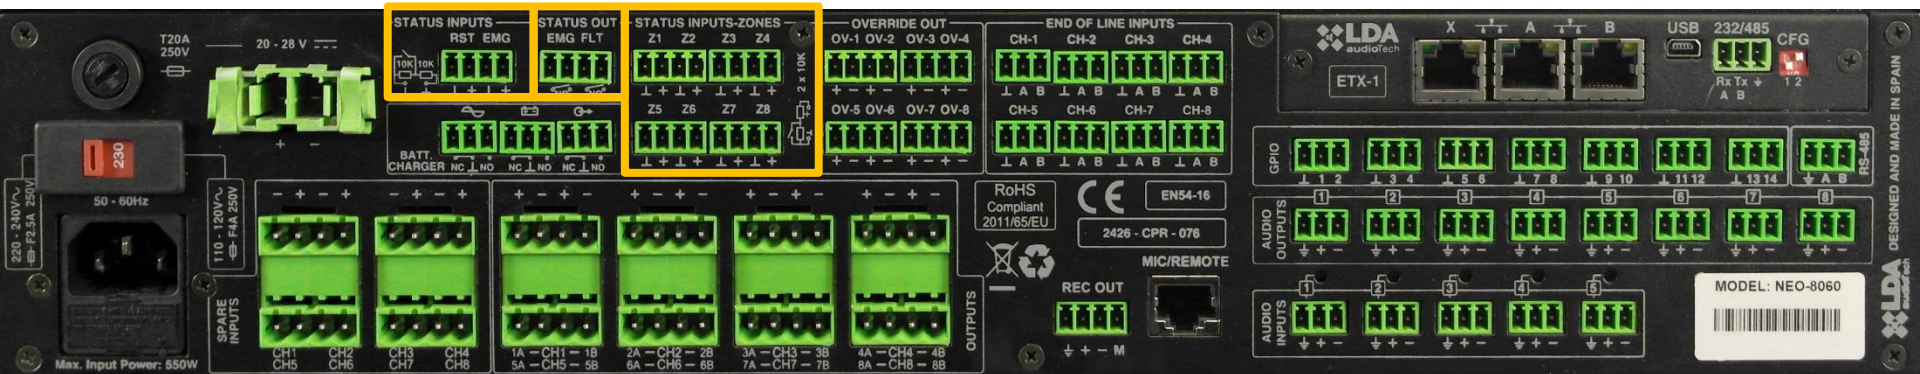 STATUS INPUTS
RST EMG
10K 10K
STATUS OUT
EMG FLT
STATUS INPUTS-ZONES
Z1 Z2 Z3 Z4
Z5 Z6 Z7 Z8
2 x 10K
OVERRIDE OUT
OV-1 OV-2 OV-3 OV-4
+ - + - + - + -
OV-5 OV-6 OV-7 OV-8
+ - + - + - + -
END OF LINE INPUTS
CH-1 CH-2 CH-3 CH-4
A B A B A B A B
CH-5 CH-6 CH-7 CH-8
A B A B A B A B
T20A
250V
20 - 28 V
+ -
BATT.
CHARGER
NC NO NC NO NC NO
230
50 - 60Hz
220 - 240V
F2.5A 250V
110 - 120V
F4A 250V
Max. Input Power: 550W
SPARE
INPUTS
- + - +
- + - +
CH1 CH2 CH3 CH4
CH5 CH6 CH7 CH8
+ - + -
+ - + -
+ - + -
+ - + -
1A - CH1 - 1B 2A - CH2 - 2B 3A - CH3 - 3B 4A - CH4 - 4B
5A - CH5 - 5B 6A - CH6 - 6B 7A - CH7 - 7B 8A - CH8 - 8B
OUTPUTS
RoHS
Compliant
2011/65/EU
CE
EN54-16
2426 - CPR - 076
MIC/REMOTE
REC OUT
+ - M
LDA
audioTech
ETX-1
X A B
USB
232/485
Rx Tx
A B
CFG
1 2
GPIO
1 2 3 4 5 6 7 8 9 10 11 12 13 14
A B
RS-485
AUDIO
OUTPUTS
1 2 3 4 5 6 7 8
+ - + - + - + - + - + - + - + -
AUDIO
INPUTS
1 2 3 4 5
+ - + - + - + - + -
MODEL: NEO-8060
DESIGNED AND MADE IN SPAIN
LDA
audioTech